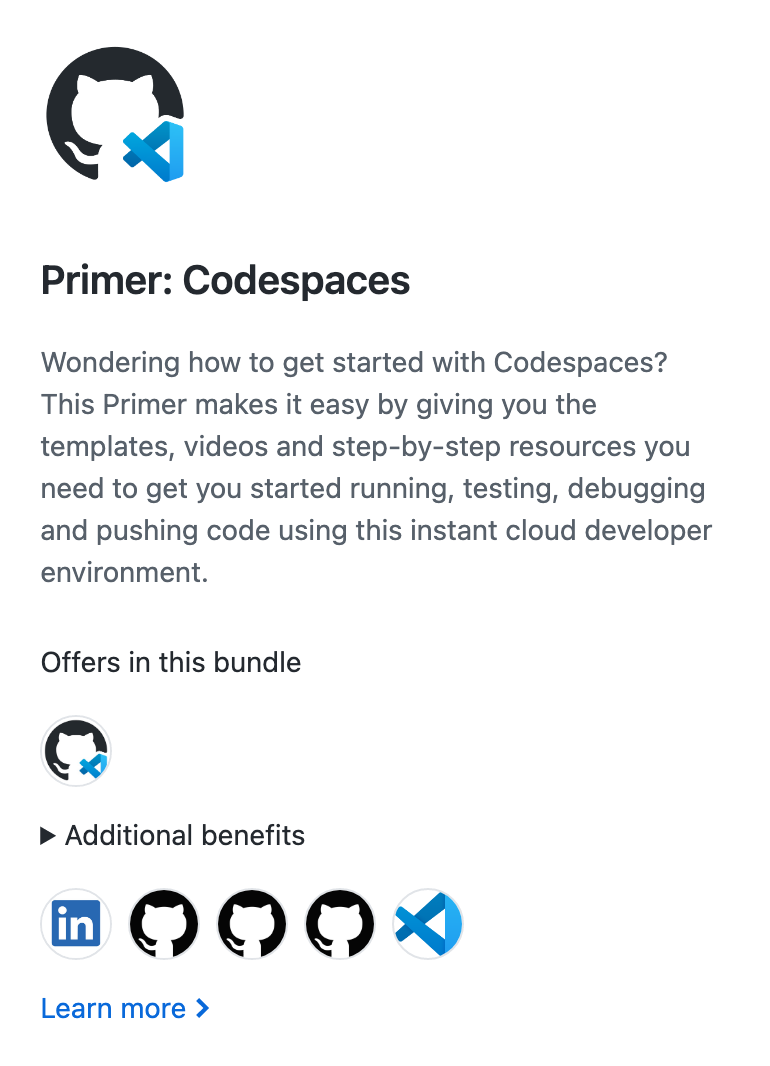 Primer: Codespaces
Wondering how to get started with Codespaces?
This Primer makes it easy by giving you the
templates, videos and step-by-step resources you
need to get you started running, testing, debugging
and pushing code using this instant cloud developer
environment.
Offers in this bundle
Additional benefits
in
Learn more